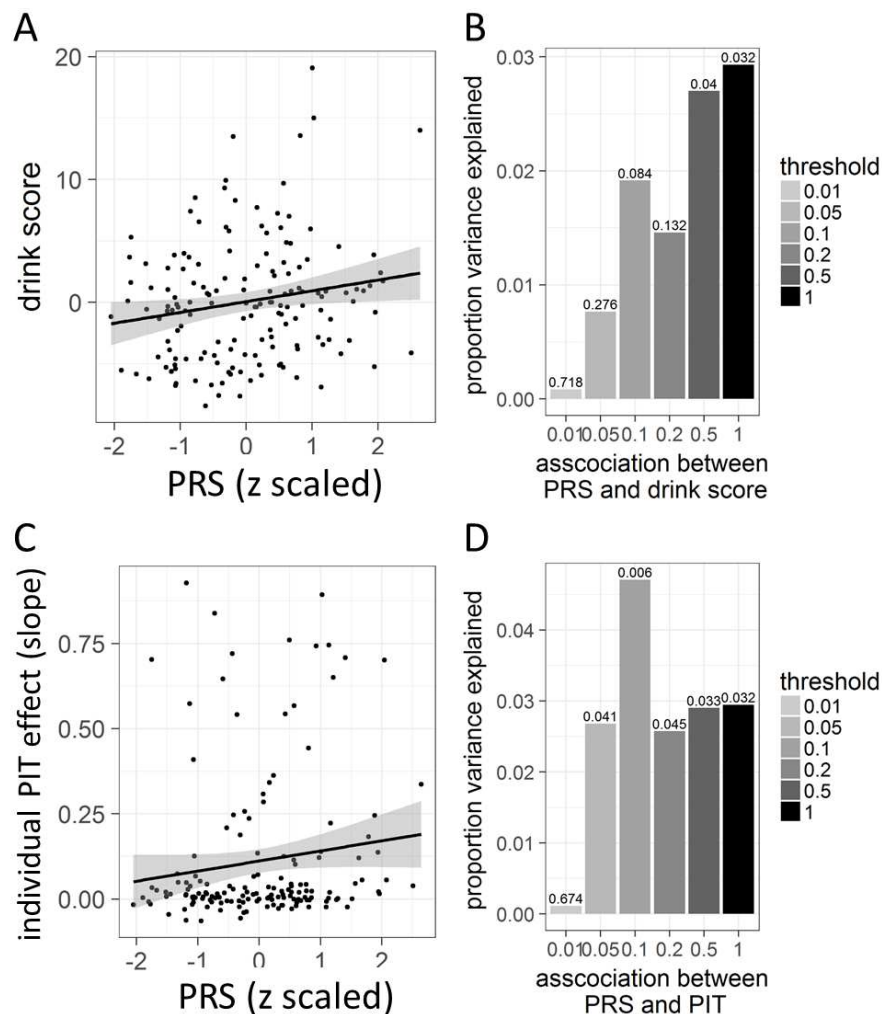 A
20
10
0
drink score
-2 -1 0 1 2
PRS (z scaled)
B
0.03
0.02
0.01
0.00
proportion variance explained
0.718
0.276
0.084
0.132
0.04
0.032
0.01 0.05 0.1 0.2 0.5 1
asscociation between
PRS and drink score
threshold
0.01
0.05
0.1
0.2
0.5
1
C
0.75
0.50
0.25
0.00
individual PIT effect (slope)
-2 -1 0 1 2
PRS (z scaled)
D
0.04
0.03
0.02
0.01
0.00
proportion variance explained
0.674
0.041
0.006
0.045
0.033
0.032
0.01 0.05 0.1 0.2 0.5 1
asscociation between
PRS and PIT
threshold
0.01
0.05
0.1
0.2
0.5
1